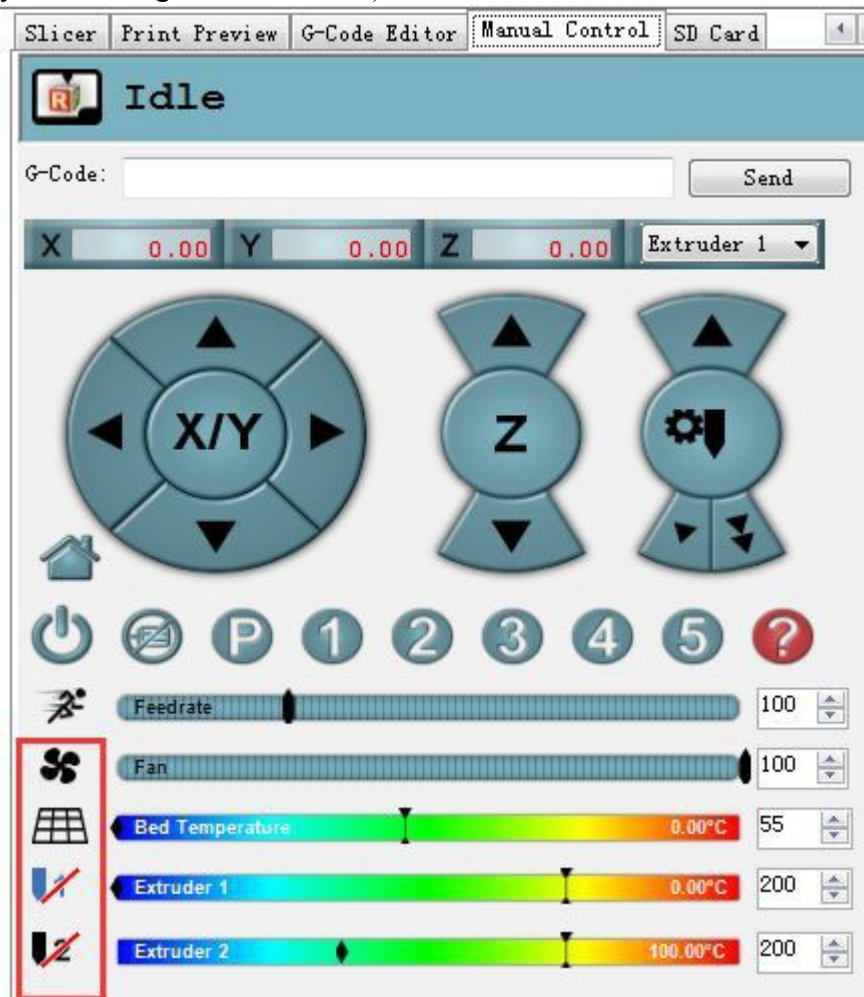 Slicer Print Preview G-Code Editor Manual Control SD Card
R Idle
G-Code: Send
X 0.00 Y 0.00 Z 0.00 Extruder 1
X/Y Z
P 1 2 3 4 5 ?
Feedrate 100
Fan 100
Bed Temperature 0.00°C 55
1 Extruder 1 0.00°C 200
2 Extruder 2 100.00°C 200